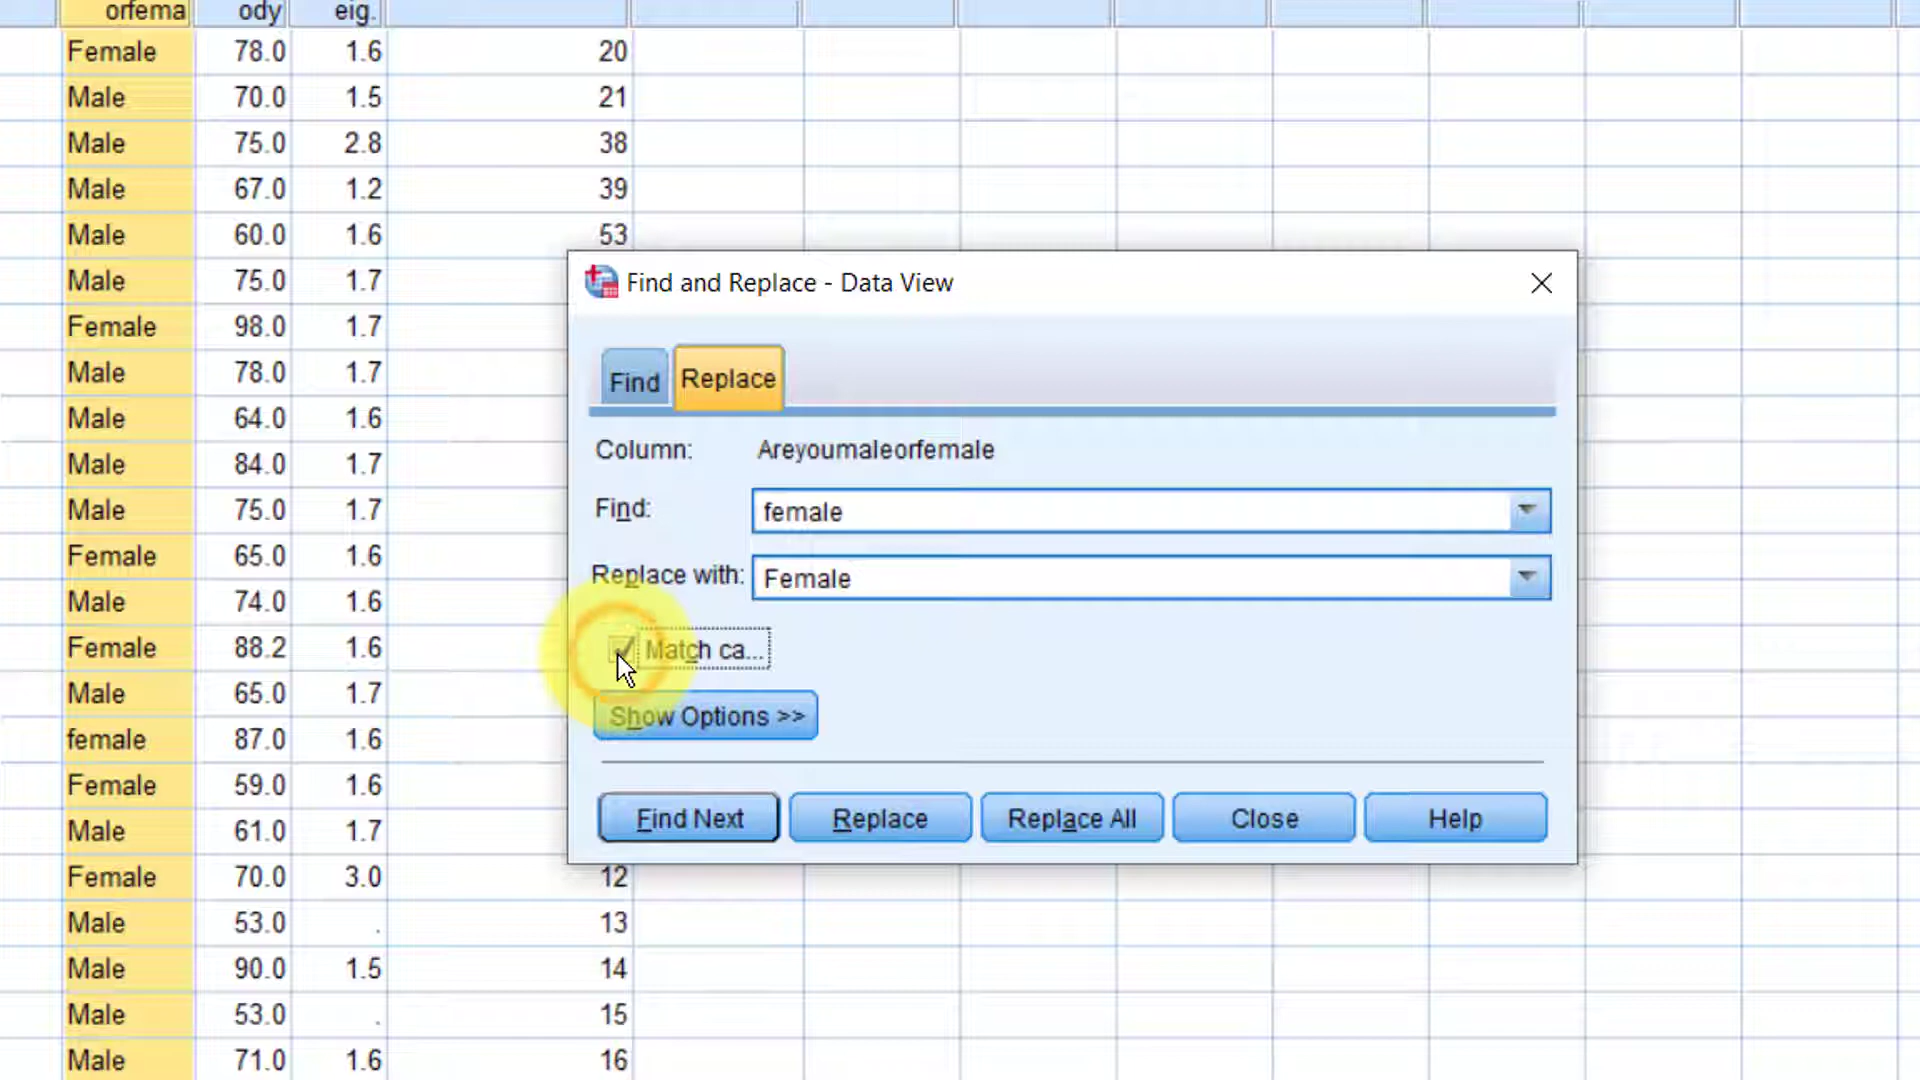 orfema ody eig.
Female 78.0 1.6 20
Male 70.0 1.5 21
Male 75.0 2.8 38
Male 67.0 1.2 39
Male 60.0 1.6 53
Male 75.0 1.7
Female 98.0 1.7
Male 78.0 1.7
Male 64.0 1.6
Male 84.0 1.7
Male 75.0 1.7
Female 65.0 1.6
Male 74.0 1.6
Female 88.2 1.6
Male 65.0 1.7
female 87.0 1.6
Female 59.0 1.6
Male 61.0 1.7
Female 70.0 3.0 12
Male 53.0 . 13
Male 90.0 1.5 14
Male 53.0 . 15
Male 71.0 1.6 16
Find and Replace - Data View
Find Replace
Column: Areyoumaleorfemale
Find: female
Replace with: Female
Match ca...
Show Options >>
Find Next Replace Replace All Close Help